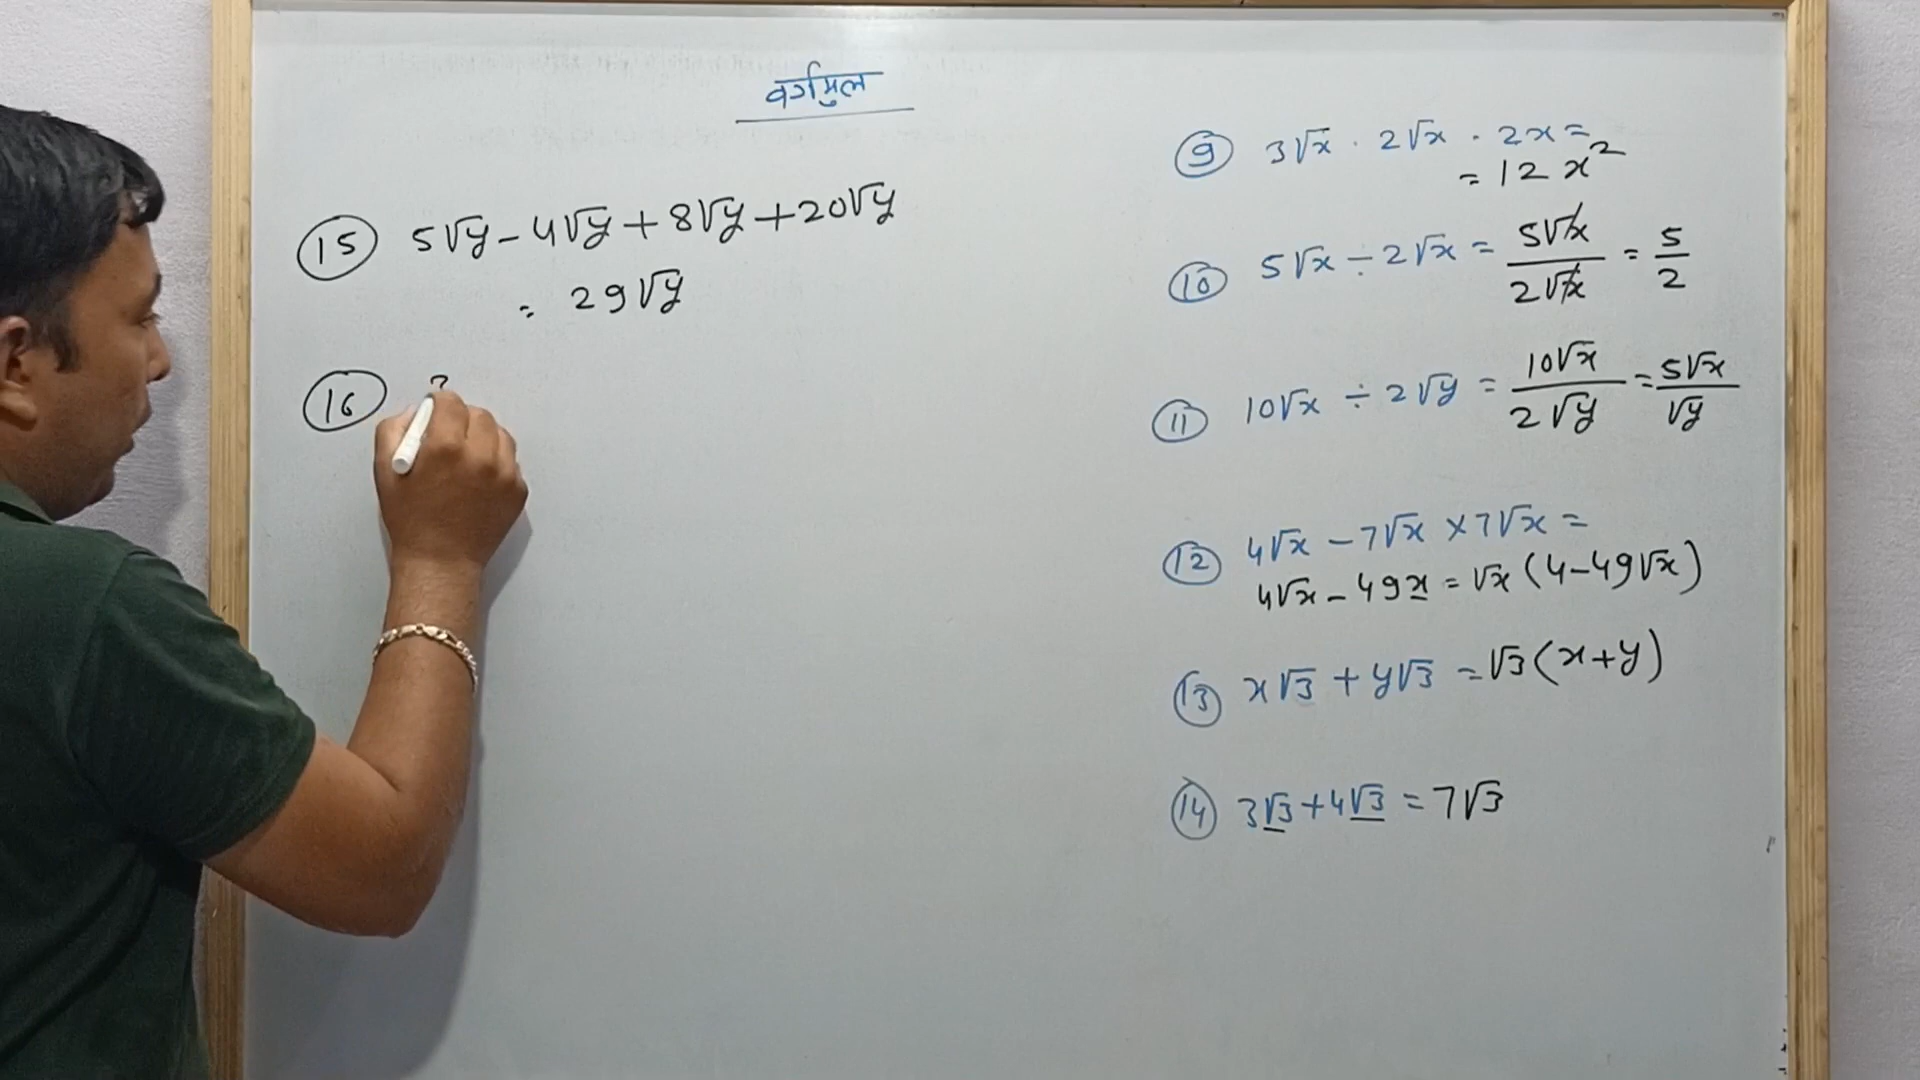 वर्गमुल
(15) 5√y - 4√y + 8√y + 20√y
= 29√y
(16)
(9) 3√x · 2√x · 2x =
= 12 x²
(10) 5√x ÷ 2√x = 5√x / 2√x = 5/2
(11) 10√x ÷ 2√y = 10√x / 2√y = 5√x / √y
(12) 4√x - 7√x × 7√x =
4√x - 49x = √x (4 - 49√x)
(13) x√3 + y√3 = √3 (x + y)
(14) 3√3 + 4√3 = 7√3